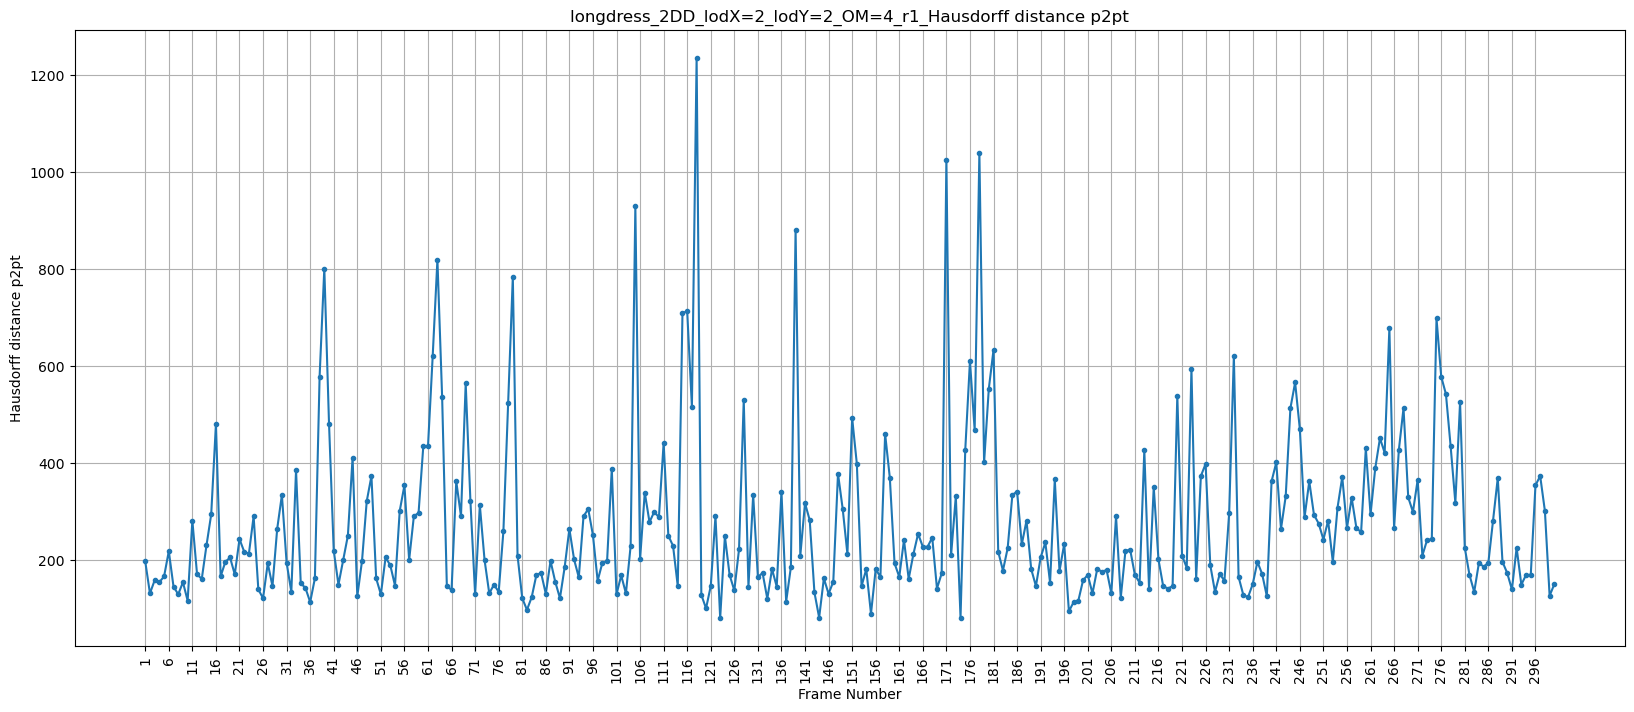 longdress_2DD_lodX=2_lodY=2_OM=4_r1_Hausdorff distance p2pt
Hausdorff distance p2pt
1200
1000
800
600
400
200
1 6 11 16 21 26 31 36 41 46 51 56 61 66 71 76 81 86 91 96 101 106 111 116 121 126 131 136 141 146 151 156 161 166 171 176 181 186 191 196 201 206 211 216 221 226 231 236 241 246 251 256 261 266 271 276 281 286 291 296
Frame Number